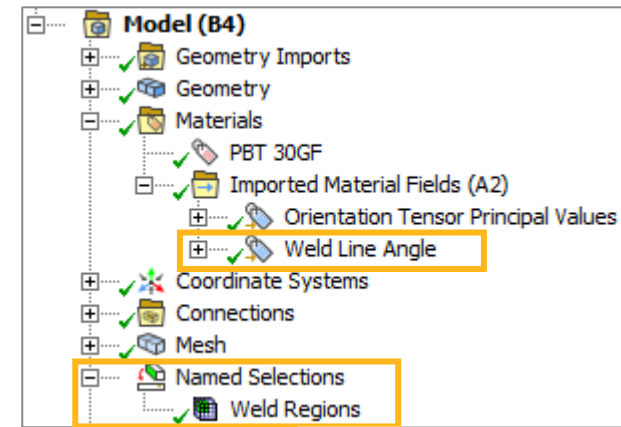 Model (B4)
Geometry Imports
Geometry
Materials
PBT 30GF
Imported Material Fields (A2)
Orientation Tensor Principal Values
Weld Line Angle
Coordinate Systems
Connections
Mesh
Named Selections
Weld Regions